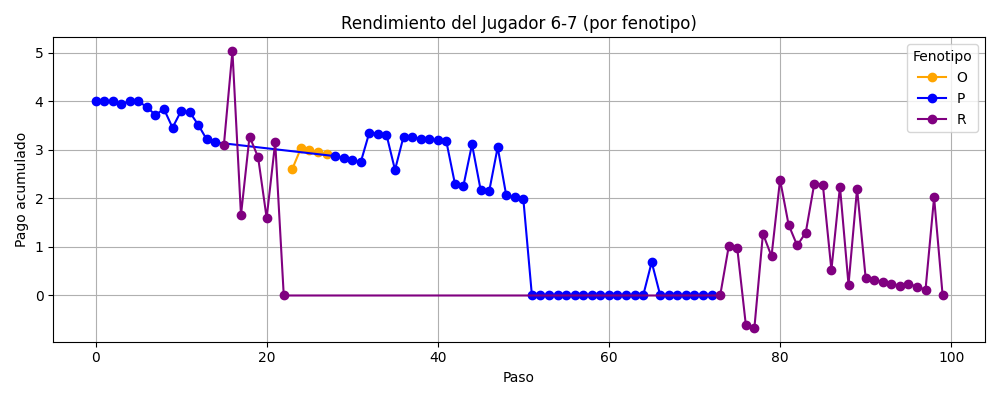 Rendimiento del Jugador 6-7 (por fenotipo)
Pago acumulado
5
4
3
2
1
0
0 20 40 60 80 100
Paso
Fenotipo
O
P
R